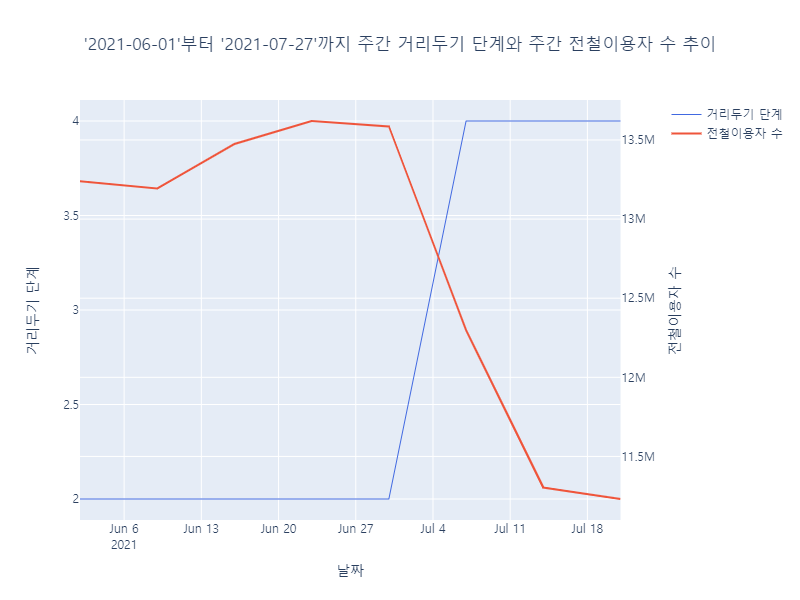 '2021-06-01'부터 '2021-07-27'까지 주간 거리두기 단계와 주간 전철이용자 수 추이
거리두기 단계
전철이용자 수
4
3.5
3
2.5
2
거리두기 단계
13.5M
13M
12.5M
12M
11.5M
전철이용자 수
Jun 6
2021
Jun 13
Jun 20
Jun 27
Jul 4
Jul 11
Jul 18
날짜